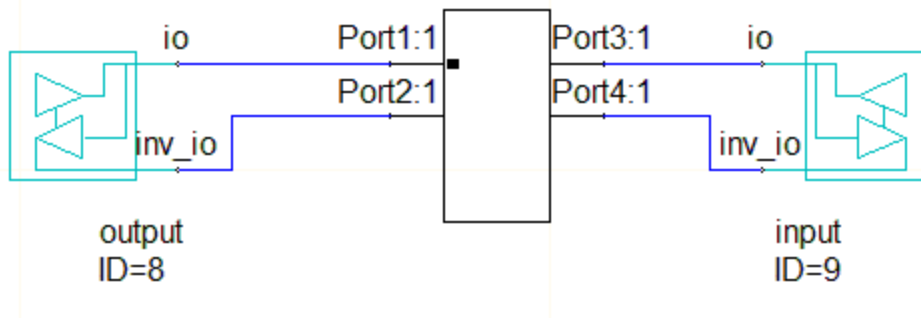 io Port1:1 Port3:1 io
Port2:1 Port4:1
inv_io inv_io
output input
ID=8 ID=9